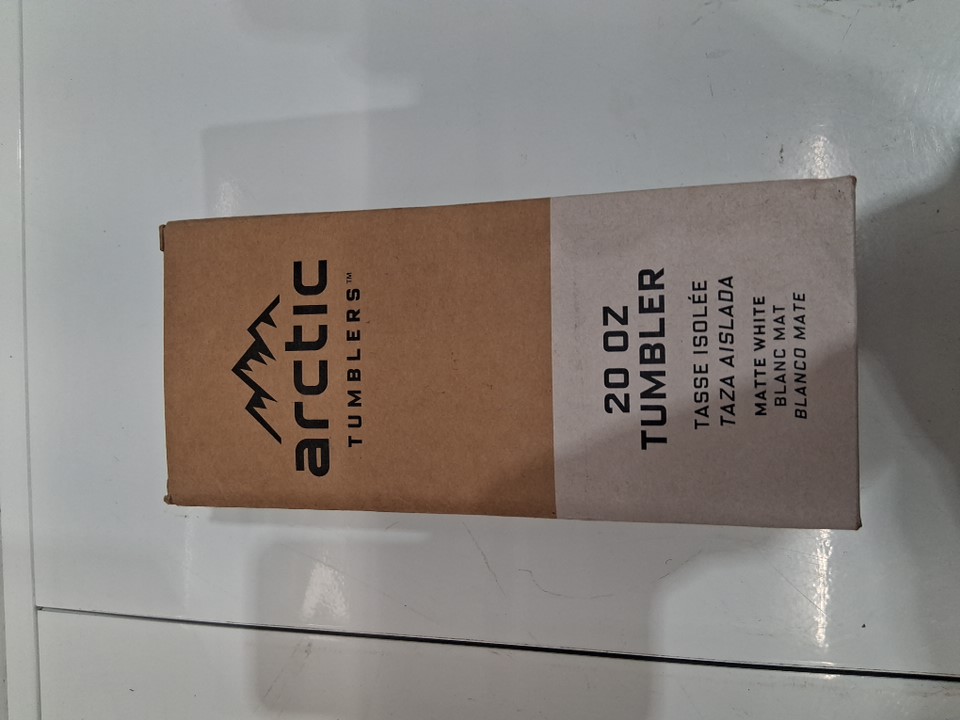 arctic
TUMBLERS™
20 OZ
TUMBLER
TASSE ISOLÉE
TAZA AISLADA
MATTE WHITE
BLANC MAT
BLANCO MATE